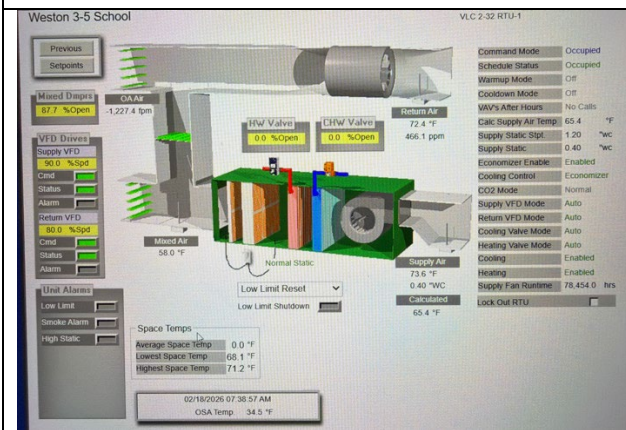 Weston 3-5 School
VLC 2-32 RTU-1
Previous
Setpoints
Mixed Dmprs
87.7 %Open
OA Air
-1,227.4 fpm
VFD Drives
Supply VFD
90.0 %Spd
Cmd
Status
Alarm
Return VFD
80.0 %Spd
Cmd
Status
Alarm
Unit Alarms
Low Limit
Smoke Alarm
High Static
HW Valve
0.0 %Open
CHW Valve
0.0 %Open
Return Air
72.4 °F
466.1 ppm
Mixed Air
58.0 °F
Normal Static
Low Limit Reset
Low Limit Shutdown
Supply Air
73.6 °F
0.40 "WC
Calculated
65.4 °F
Space Temps
Average Space Temp 0.0 °F
Lowest Space Temp 68.1 °F
Highest Space Temp 71.2 °F
02/18/2026 07:38:57 AM
OSA Temp 34.5 °F
Command Mode Occupied
Schedule Status Occupied
Warmup Mode Off
Cooldown Mode Off
VAV's After Hours No Calls
Calc Supply Air Temp 65.4 °F
Supply Static Stpt. 1.20 "wc
Supply Static 0.40 "wc
Economizer Enable Enabled
Cooling Control Economizer
CO2 Mode Normal
Supply VFD Mode Auto
Return VFD Mode Auto
Cooling Valve Mode Auto
Heating Valve Mode Auto
Cooling Enabled
Heating Enabled
Supply Fan Runtime 78,454.0 hrs
Lock Out RTU